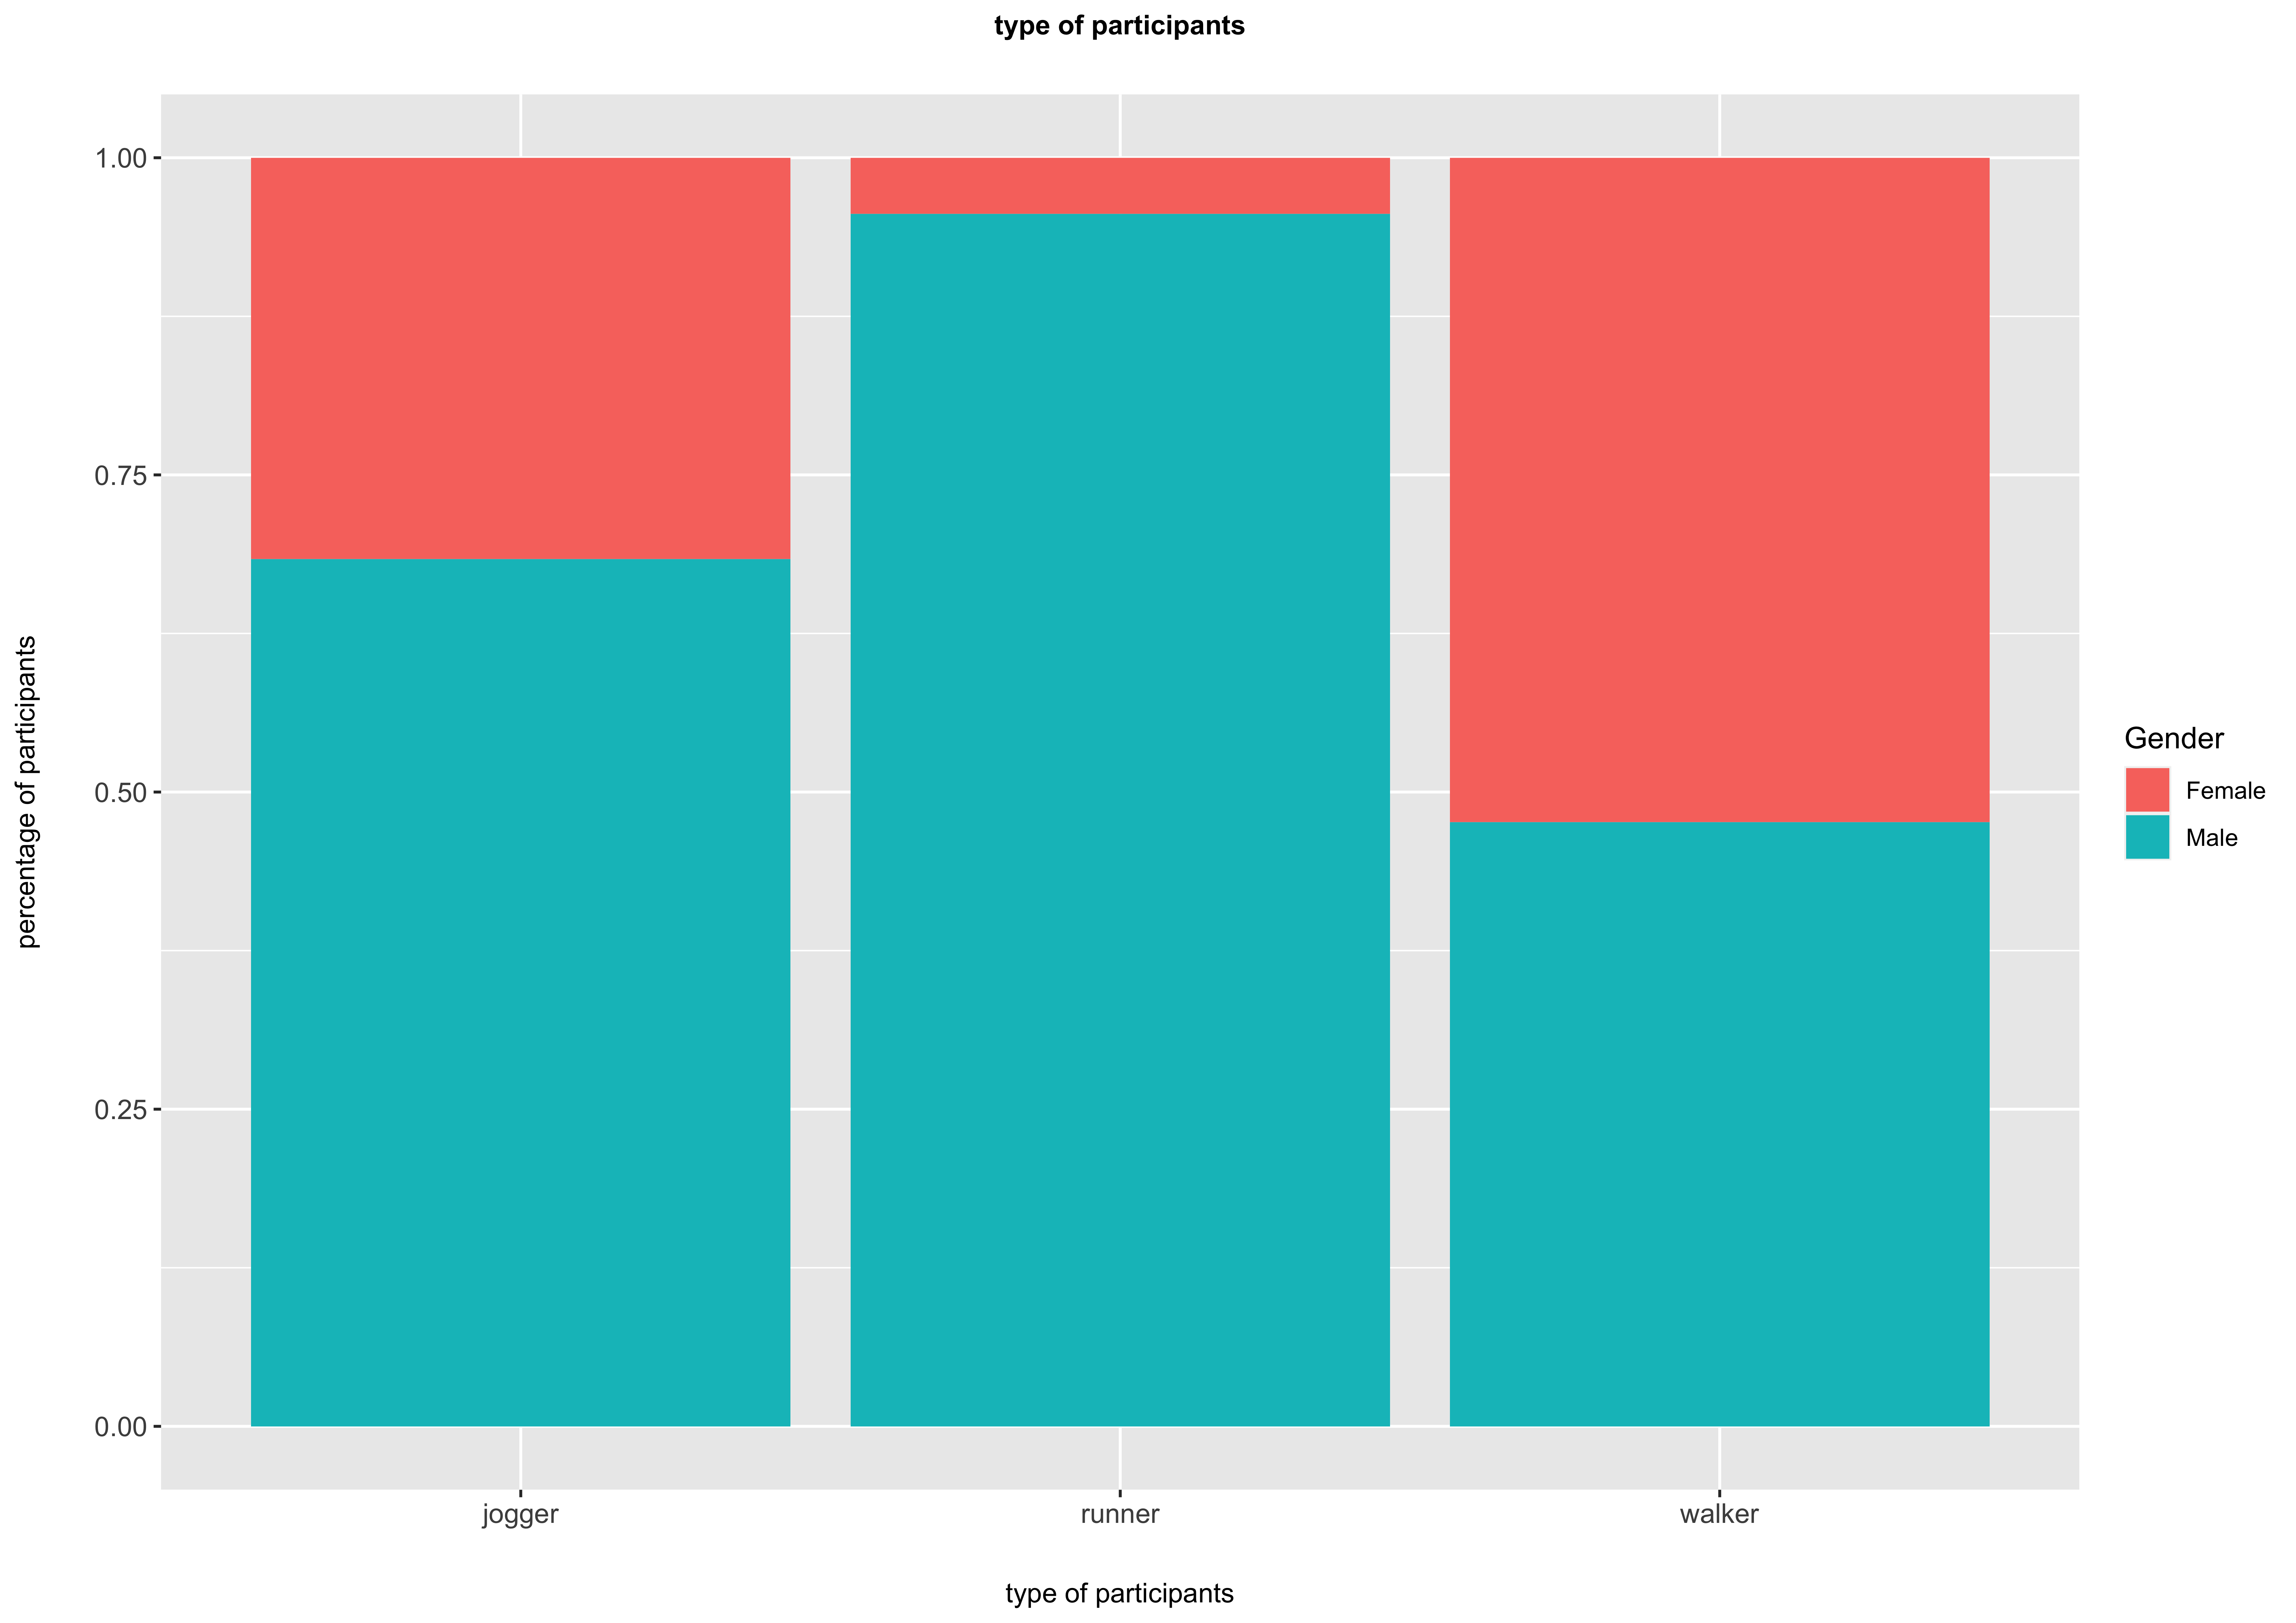 type of participants
percentage of participants
1.00
0.75
0.50
0.25
0.00
jogger
runner
walker
type of participants
Gender
Female
Male